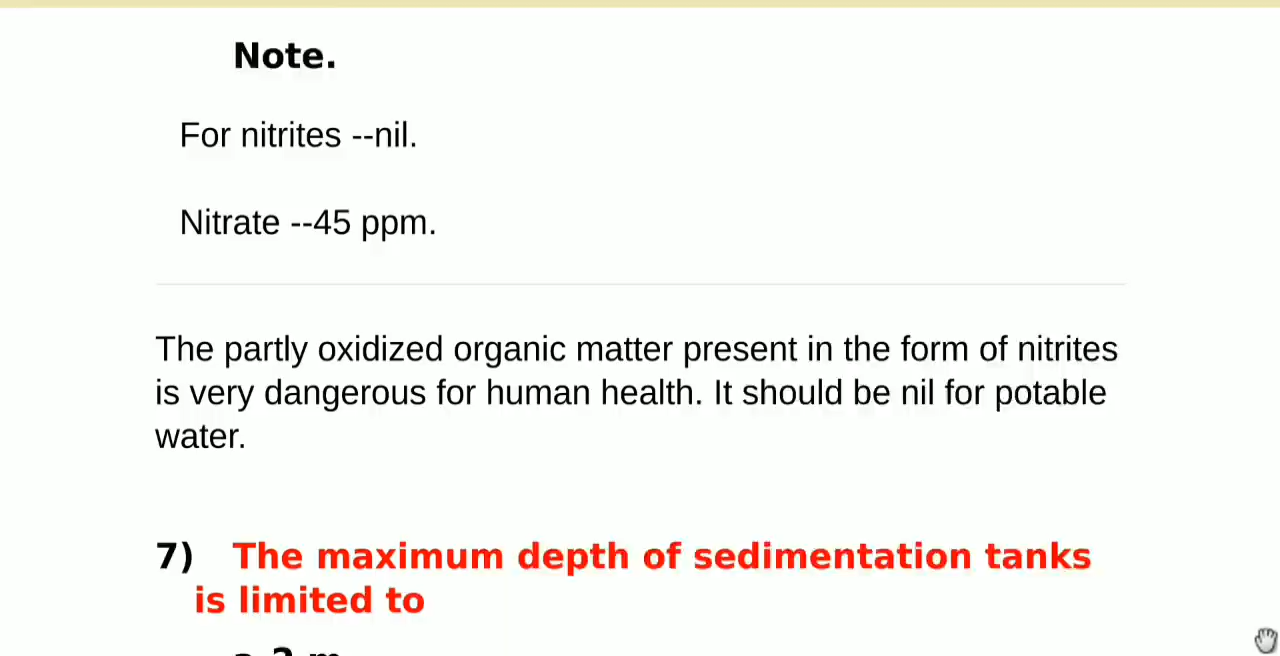 Note.
For nitrites --nil.
Nitrate --45 ppm.
The partly oxidized organic matter present in the form of nitrites
is very dangerous for human health. It should be nil for potable
water.
7) The maximum depth of sedimentation tanks
is limited to